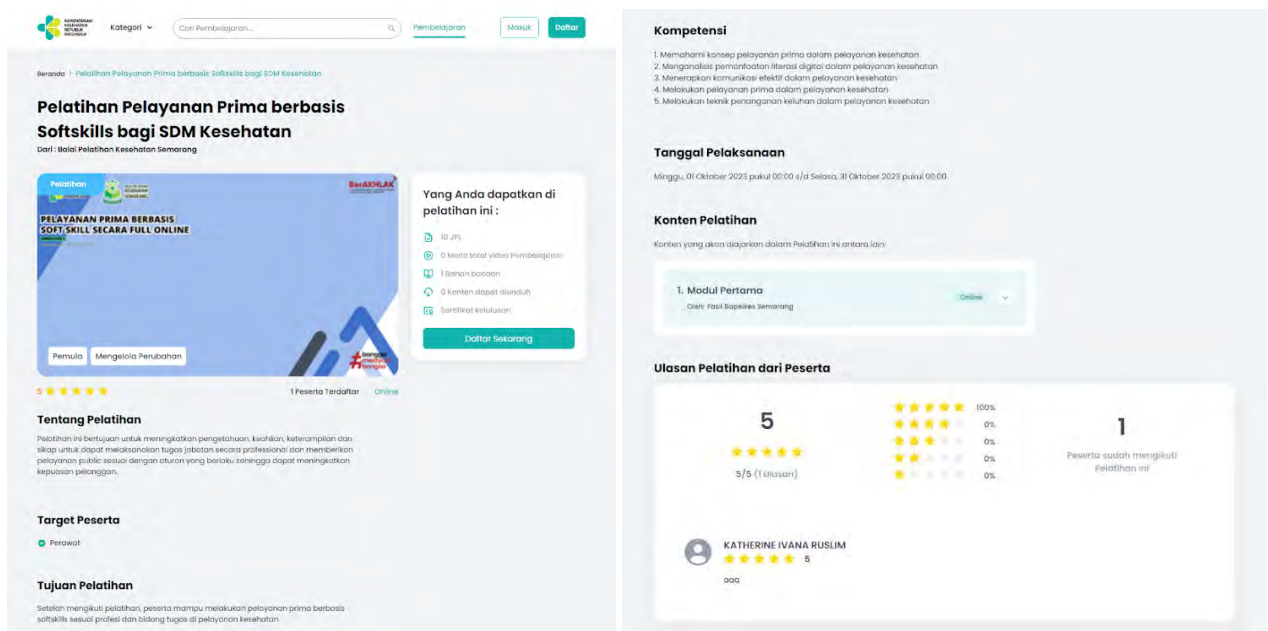 KEMENTERIAN
KESEHATAN
REPUBLIK
INDONESIA
Kategori
Cari Pembelajaran...
Pembelajaran
Masuk
Daftar
Beranda > Pelatihan Pelayanan Prima berbasis Softskills bagi SDM Kesehatan
Pelatihan Pelayanan Prima berbasis
Softskills bagi SDM Kesehatan
Dari : Balai Pelatihan Kesehatan Semarang
Pelatihan
BerAKHLAK
PELAYANAN PRIMA BERBASIS
SOFT SKILL SECARA FULL ONLINE
Pemula
Mengelola Perubahan
#bangga
melayani
bangsa
5
1 Peserta Terdaftar
Online
Yang Anda dapatkan di
pelatihan ini :
10 JPL
0 Menit total video Pembelajaran
1 Bahan bacaan
0 Konten dapat diunduh
Sertifikat kelulusan
Daftar Sekarang
Tentang Pelatihan
Pelatihan ini bertujuan untuk meningkatkan pengetahuan, keahlian, keterampilan dan
sikap untuk dapat melaksanakan tugas jabatan secara professional dan memberikan
pelayanan public sesuai dengan aturan yang berlaku sehingga dapat meningkatkan
kepuasan pelanggan.
Target Peserta
Perawat
Tujuan Pelatihan
Setelah mengikuti pelatihan, peserta mampu melakukan pelayanan prima berbasis
softskills sesuai profesi dan bidang tugas di pelayanan kesehatan
Kompetensi
1. Memahami konsep pelayanan prima dalam pelayanan kesehatan
2. Menganalisis pemanfaatan literasi digital dalam pelayanan kesehatan
3. Menerapkan komunikasi efektif dalam pelayanan kesehatan
4. Melakukan pelayanan prima dalam pelayanan kesehatan
5. Melakukan teknik penanganan keluhan dalam pelayanan kesehatan
Tanggal Pelaksanaan
Minggu, 01 Oktober 2023 pukul 00:00 s/d Selasa, 31 Oktober 2023 pukul 00:00
Konten Pelatihan
Konten yang akan diajarkan dalam Pelatihan ini antara lain:
1. Modul Pertama
Oleh: Fasil Bapelkes Semarang
Online
Ulasan Pelatihan dari Peserta
5
5/5 (1 Ulasan)
100%
0%
0%
0%
0%
1
Peserta sudah mengikuti
Pelatihan ini
KATHERINE IVANA RUSLIM
5
aaa